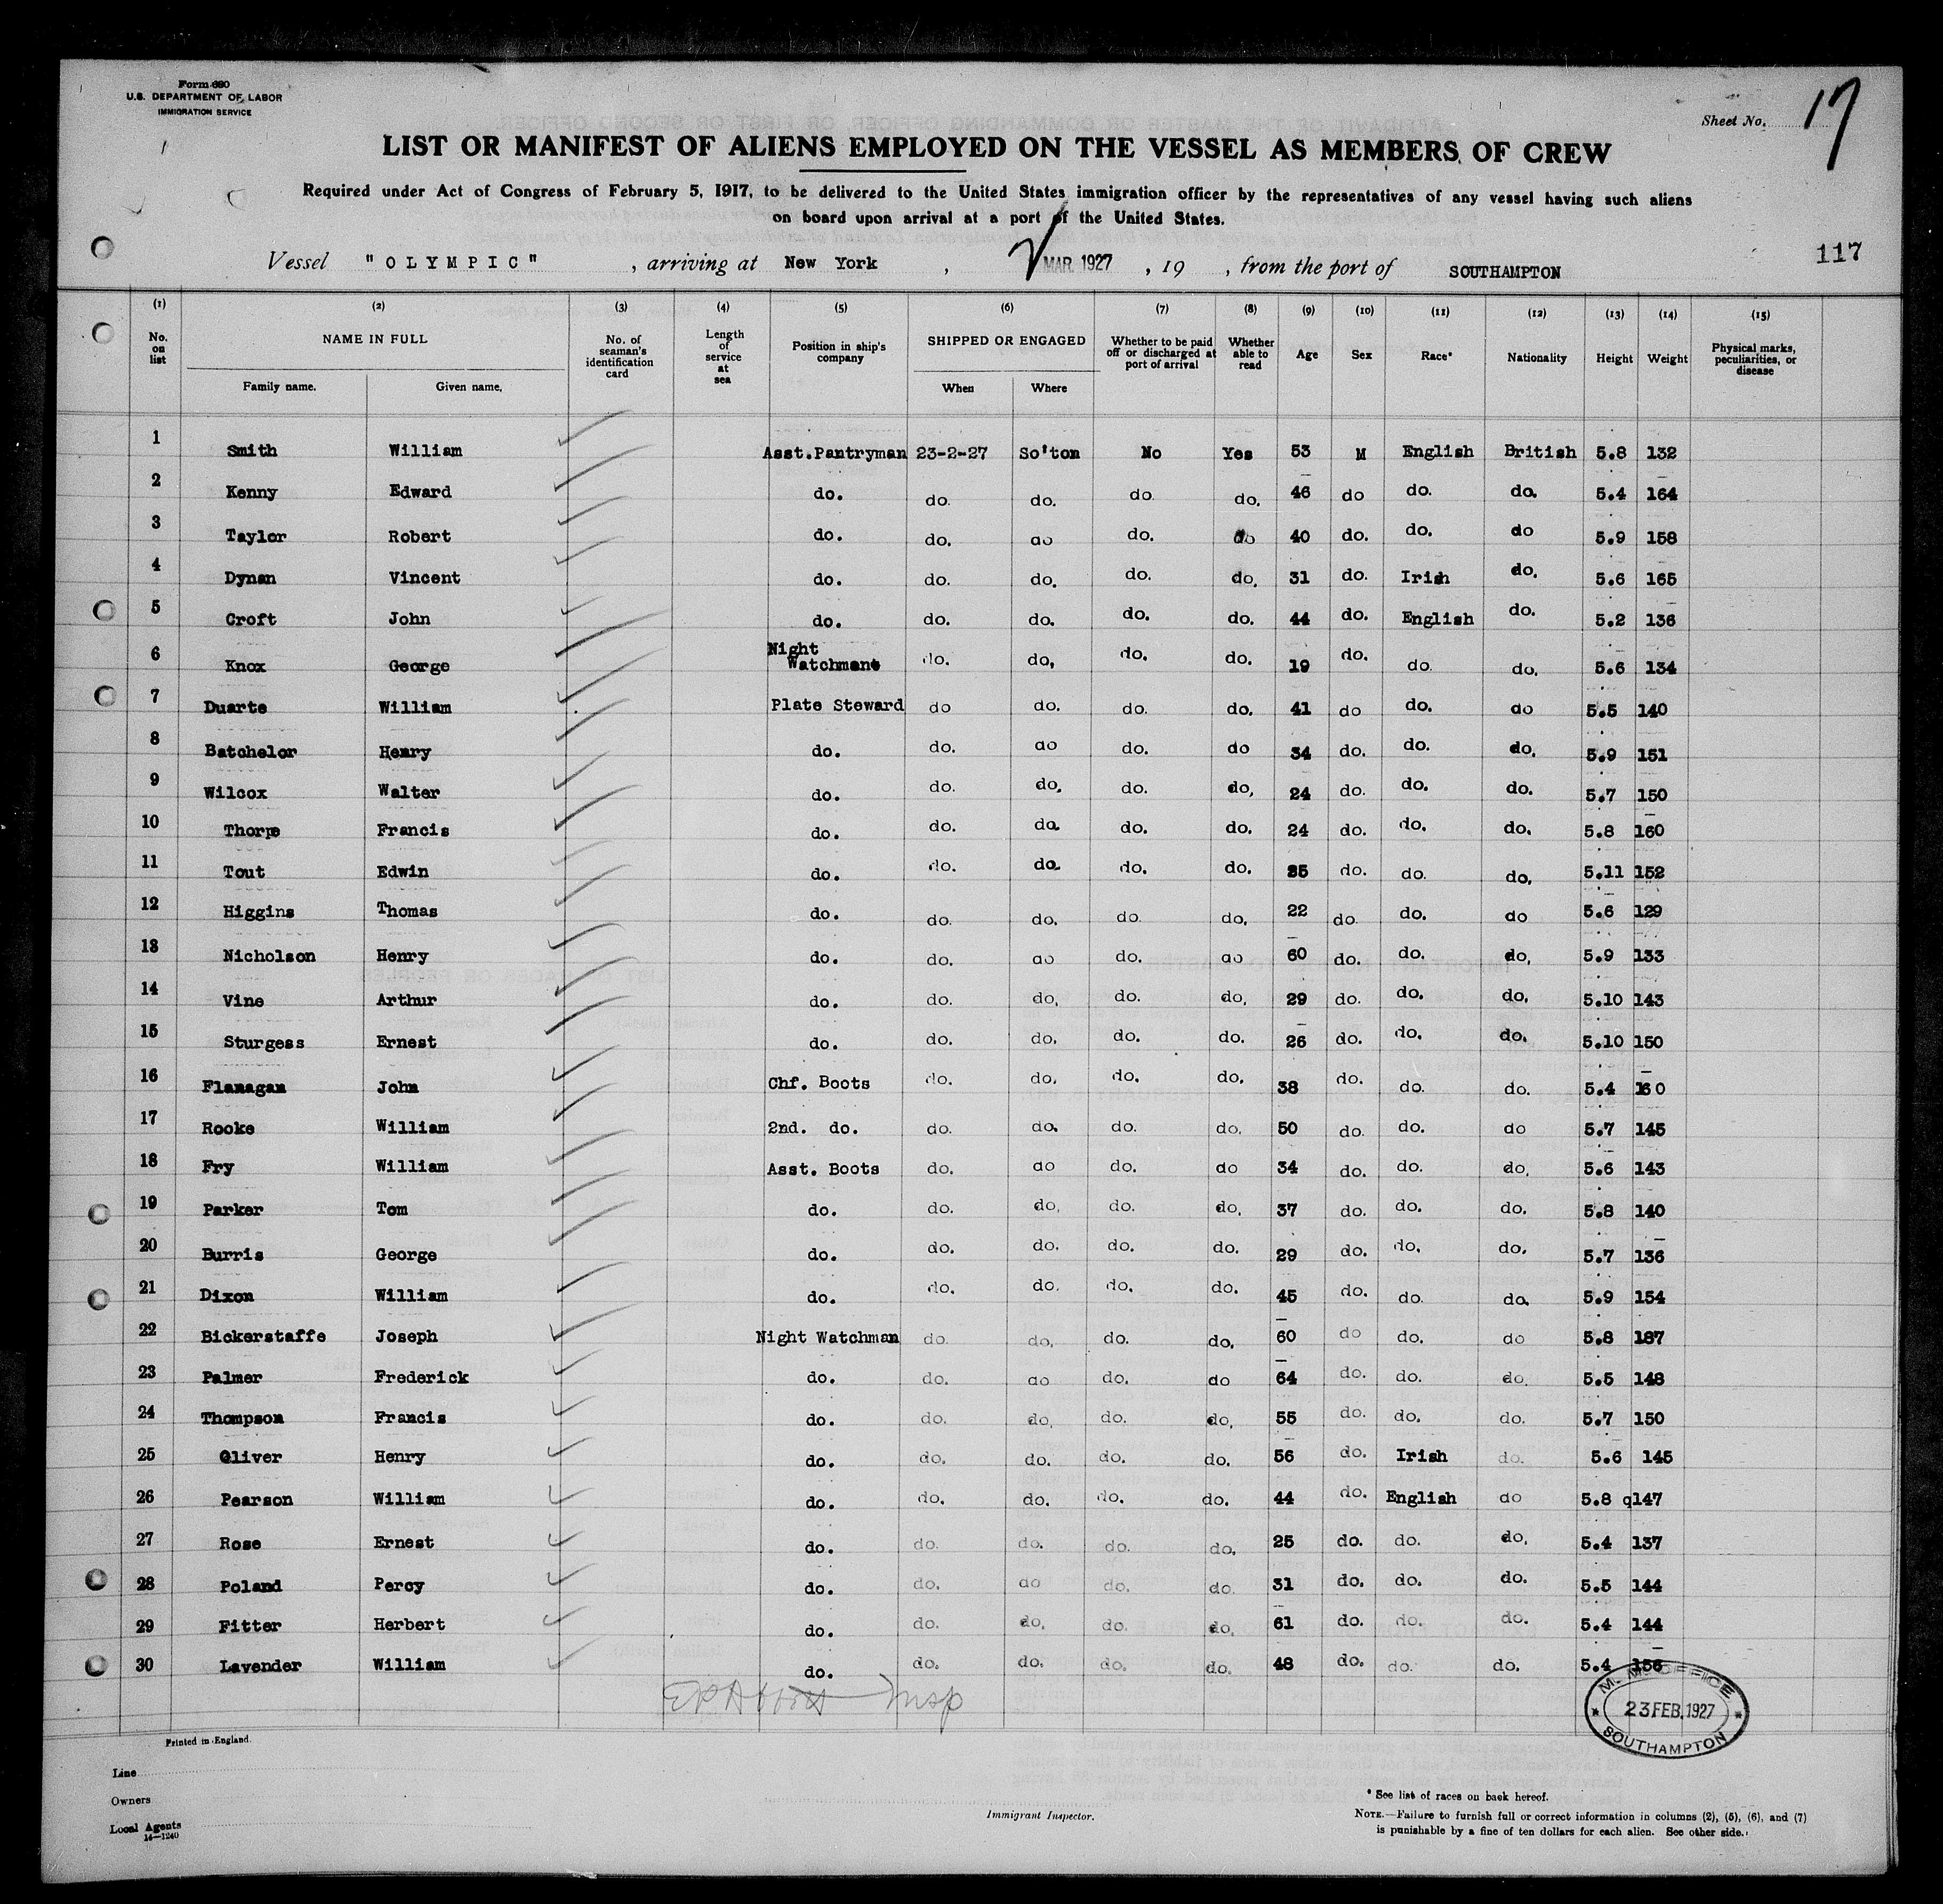 Form 680
U.S. DEPARTMENT OF LABOR
IMMIGRATION SERVICE
Sheet No. 17
LIST OR MANIFEST OF ALIENS EMPLOYED ON THE VESSEL AS MEMBERS OF CREW
Required under Act of Congress of February 5, 1917, to be delivered to the United States immigration officer by the representatives of any vessel having such aliens
on board upon arrival at a port of the United States.
117
Vessel "OLYMPIC", arriving at New York, MAR. 1927, 19 , from the port of SOUTHAMPTON
(1) (2) (3) (4) (5) (6) (7) (8) (9) (10) (11) (12) (13) (14) (15)
No. on list NAME IN FULL Family name. Given name. No. of seaman's identification card Length of service at sea Position in ship's company SHIPPED OR ENGAGED When Where Whether to be paid off or discharged at port of arrival Whether able to read Age Sex Race* Nationality Height Weight Physical marks, peculiarities, or disease
1 Smith William Asst.Pantryman 23-2-27 So'ton No Yes 53 M English British 5.8 132
2 Kenny Edward do. do. do. do do. 46 do do. do. 5.4 164
3 Taylor Robert do. do. do do. do 40 do. do. do 5.9 158
4 Dynan Vincent do. do. do. do. do. 31 do. Irish do. 5.6 165
5 Croft John do. do. do. do. do. 44 do. English do. 5.2 136
6 Knox George Night Watchman do. do. do. do. 19 do. do. do. 5.6 134
7 Duarte William Plate Steward do do. do. do. 41 do do. do 5.5 140
8 Batchelor Henry do. do. do do. do 34 do. do. do. 5.9 151
9 Wilcox Walter do. do. do. do. do. 24 do. do. do. 5.7 150
10 Thorpe Francis do. do. do. do. do. 24 do. do. do. 5.8 160
11 Tout Edwin do. do. do. do. do. do. do. do. 5.11 152
12 Higgins Thomas do. do. do. do do. 22 do do. do 5.6 129
13 Nicholson Henry do. do. do do. do 60 do. do. do. 5.9 133
14 Vine Arthur do. do. do. do. do. 29 do. do. do. 5.10 143
15 Sturgess Ernest do. do. do. do. do. 26 do. do. do. 5.10 150
16 Flanagan John Chf. Boots do. do. do. do. 38 do. do. do. 5.4 160
17 Rooke William 2nd. do. do. do. do. do. 50 do. do. do 5.7 145
18 Fry William Asst. Boots do. do do. do 34 do. do. do. 5.6 143
19 Parker Tom do. do. do. do. do. 37 do. do. do. 5.8 140
20 Burris George do. do. do. do. do. 29 do. do. do. 5.7 136
21 Dixon William do. do. do. do. do. 45 do. do. do. 5.9 154
22 Bickerstaffe Joseph Night Watchman do. do. do. do. 60 do do. do 5.8 187
23 Palmer Frederick do. do. do do. do 64 do. do. do. 5.5 148
24 Thompson Francis do. do. do. do. do. 55 do. do. do. 5.7 150
25 Oliver Henry do. do. do. do. do. 56 do. Irish do. 5.6 145
26 Pearson William do. do. do. do. do. 44 do. English do 5.8 q147
27 Rose Ernest do. do. do. do. do. 25 do. do. do. 5.4 137
28 Poland Percy do. do. do do. do. 31 do. do. do. 5.5 144
29 Fitter Herbert do. do. do. do. do. 61 do. do. do. 5.4 144
30 Lavender William do. do. do. do. do. 48 do. do. do. 5.4 156
Insp
M. M. OFFICE
23 FEB. 1927
SOUTHAMPTON
Printed in England.
Line
Owners
Local Agents
14—1240
Immigrant Inspector.
* See list of races on back hereof.
NOTE.—Failure to furnish full or correct information in columns (2), (5), (6), and (7)
is punishable by a fine of ten dollars for each alien. See other side.